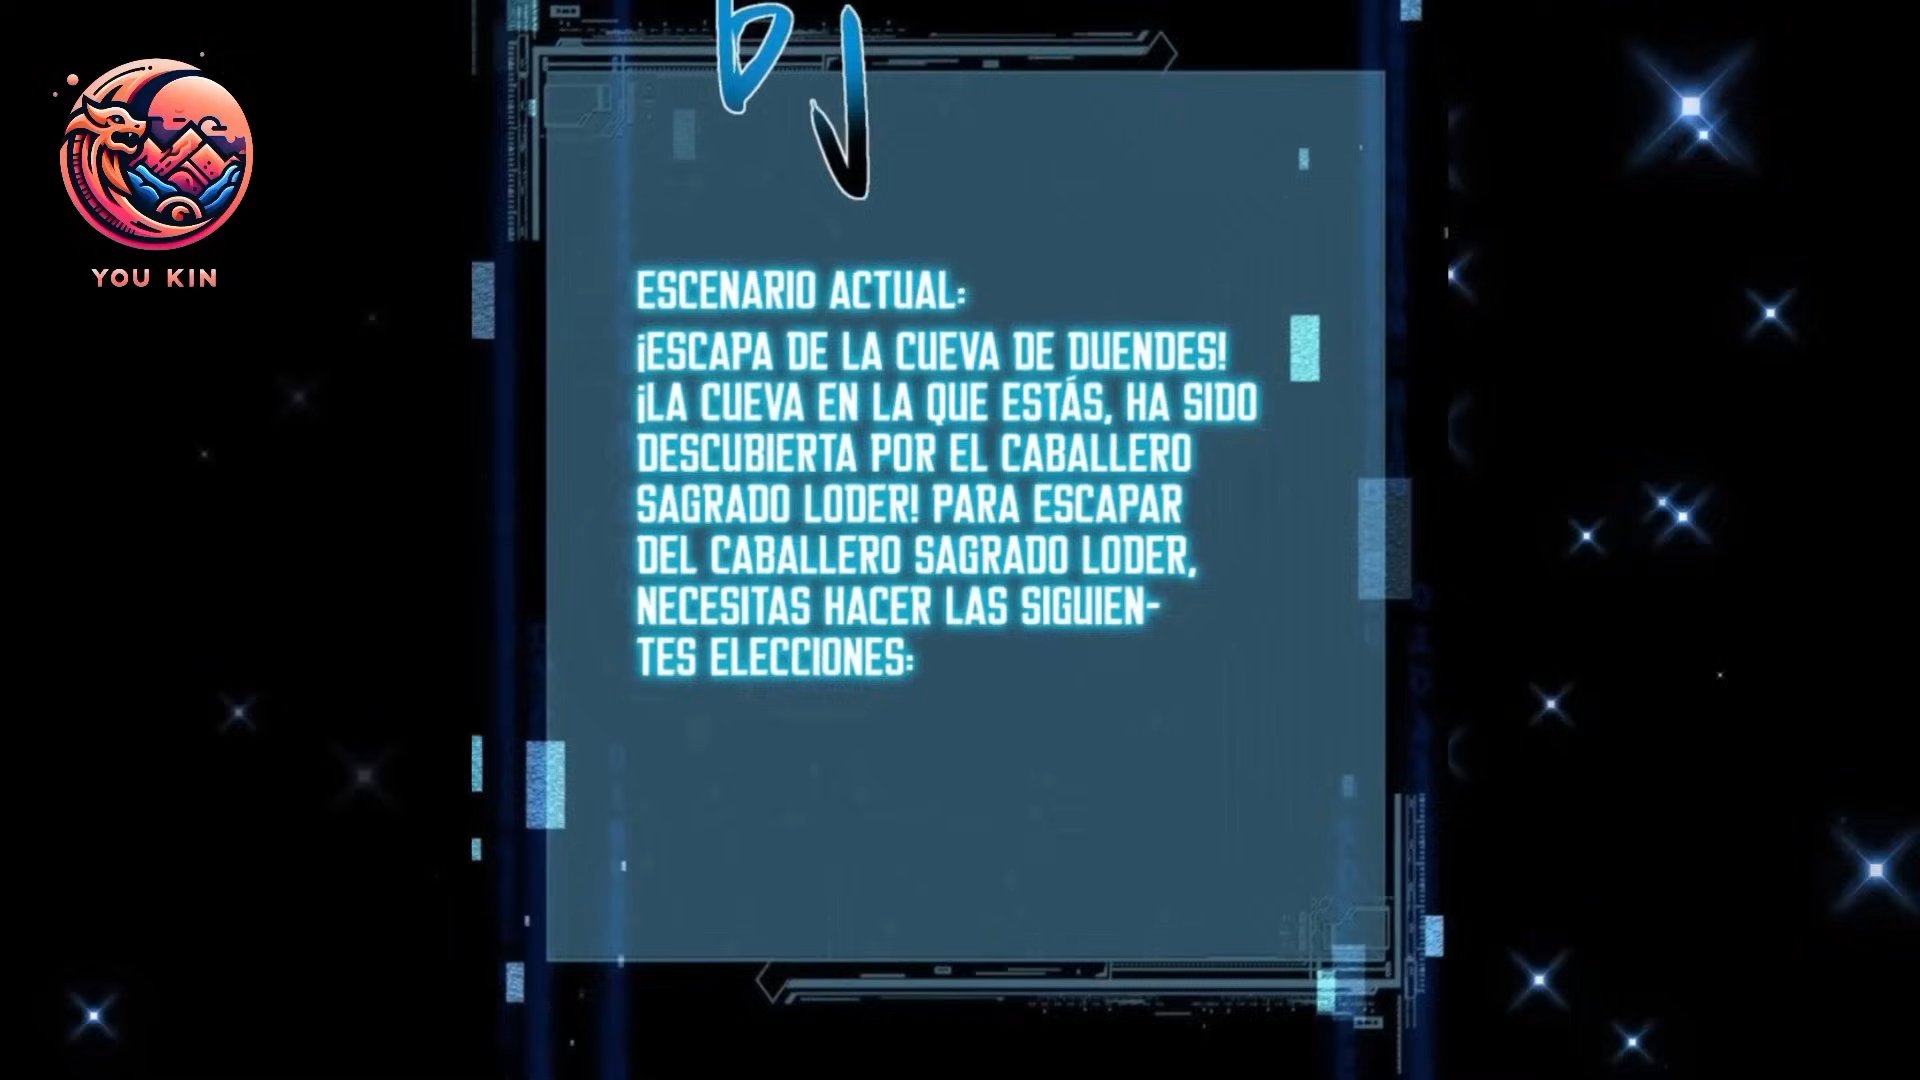 YOU KIN
ESCENARIO ACTUAL:
¡ESCAPA DE LA CUEVA DE DUENDES!
¡LA CUEVA EN LA QUE ESTÁS, HA SIDO
DESCUBIERTA POR EL CABALLERO
SAGRADO LODER! PARA ESCAPAR
DEL CABALLERO SAGRADO LODER,
NECESITAS HACER LAS SIGUIEN-
TES ELECCIONES: